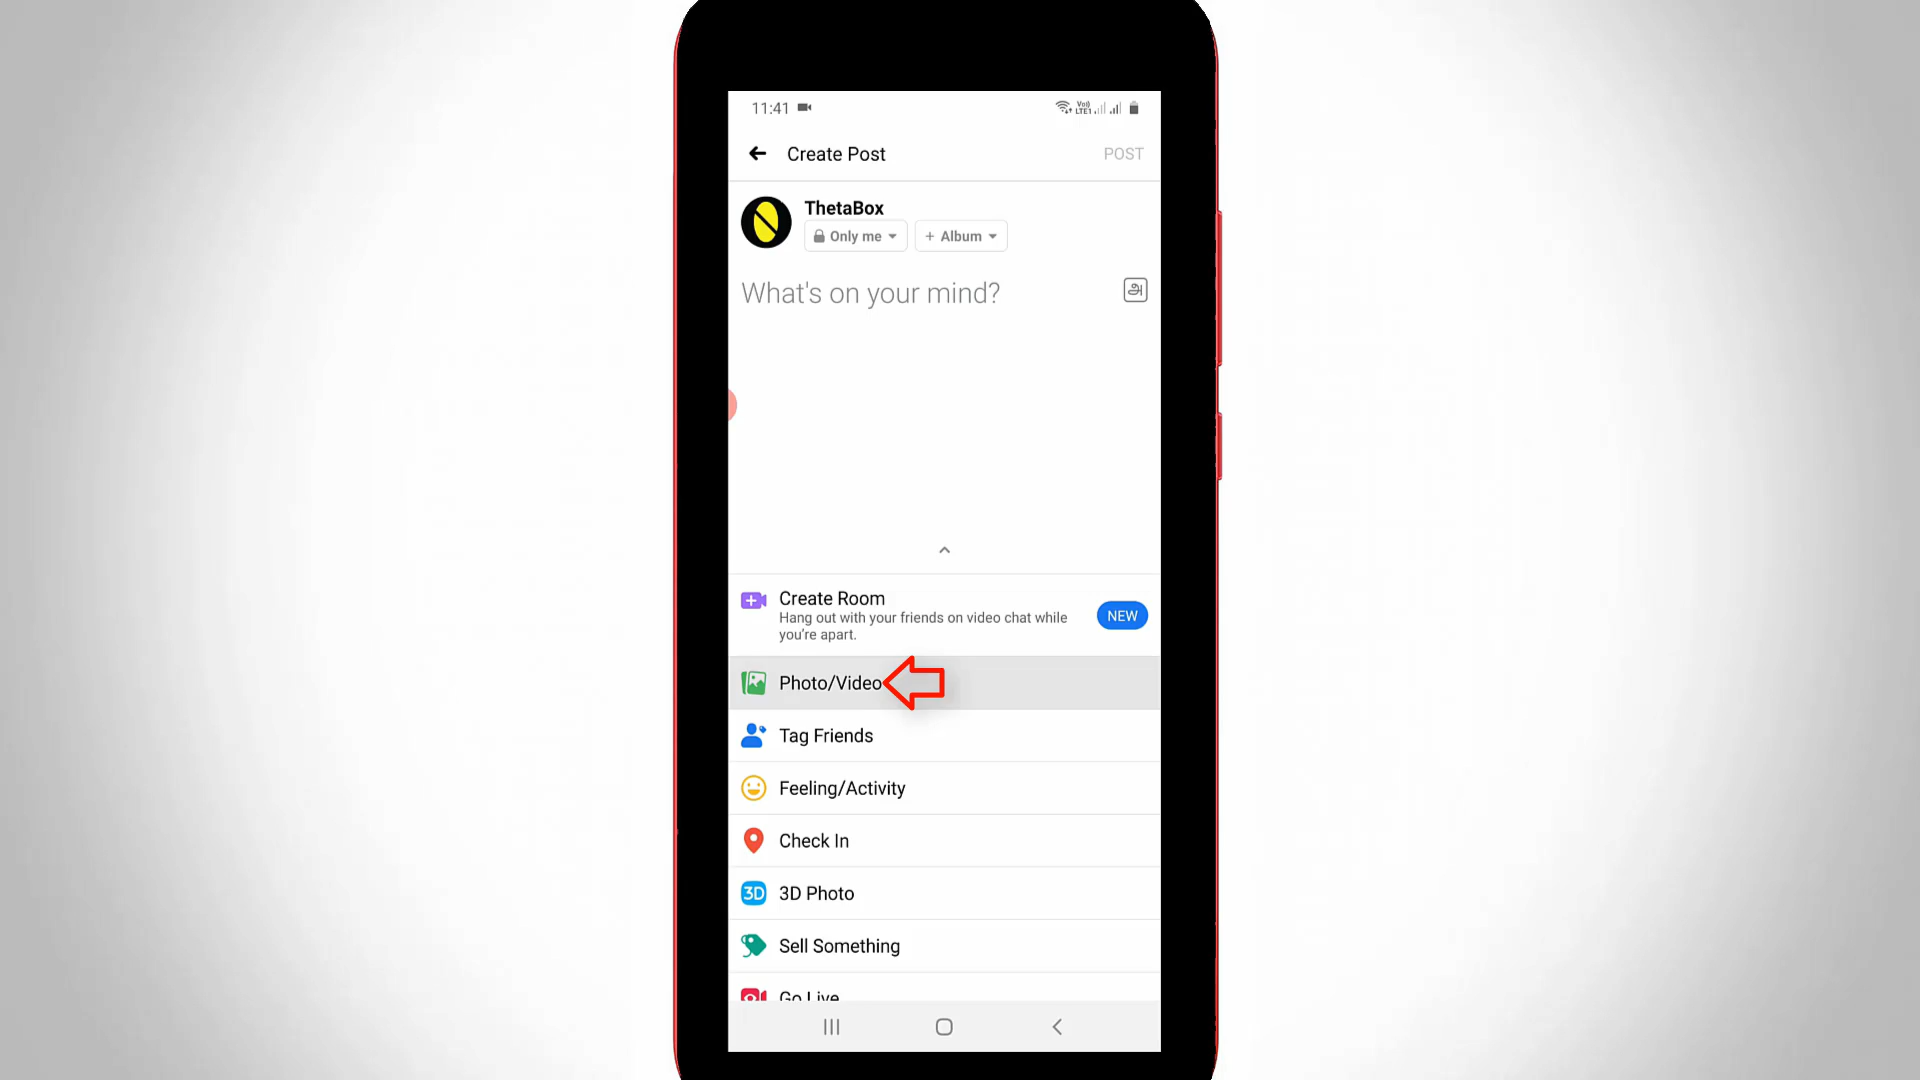 11:41
Vo))
LTE1
Create Post
POST
ThetaBox
Only me
+ Album
What's on your mind?
அ
Create Room
Hang out with your friends on video chat while
you're apart.
NEW
Photo/Video
Tag Friends
Feeling/Activity
Check In
3D
3D Photo
Sell Something
Go Live